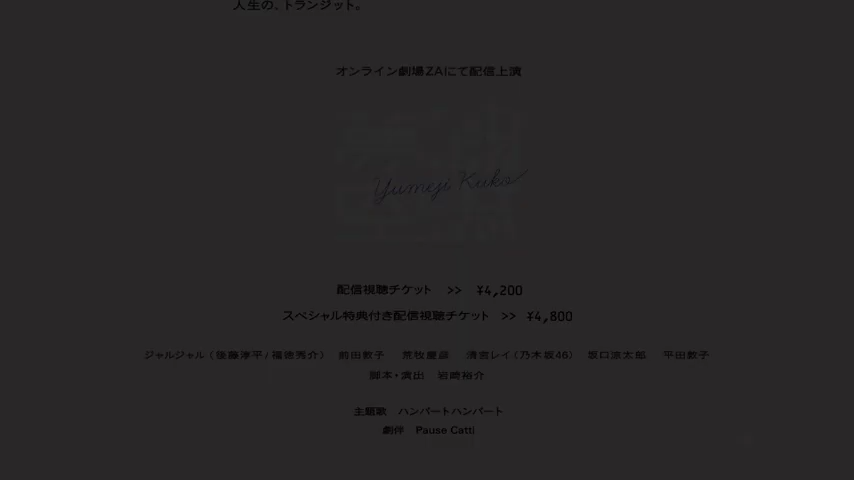 人生の、トランジット。
オンライン劇場ZAにて配信上演
Yumeji Keiko
配信視聴チケット >> ¥4,200
スペシャル特典付き配信視聴チケット >> ¥4,800
ジャルジャル（後藤淳平/福徳秀介）前田敦子 荒牧慶彦 清宮レイ（乃木坂46） 坂口涼太郎 平田敦子
脚本・演出 岩崎裕介
主題歌 ハンバートハンバート
劇伴 Pause Catti